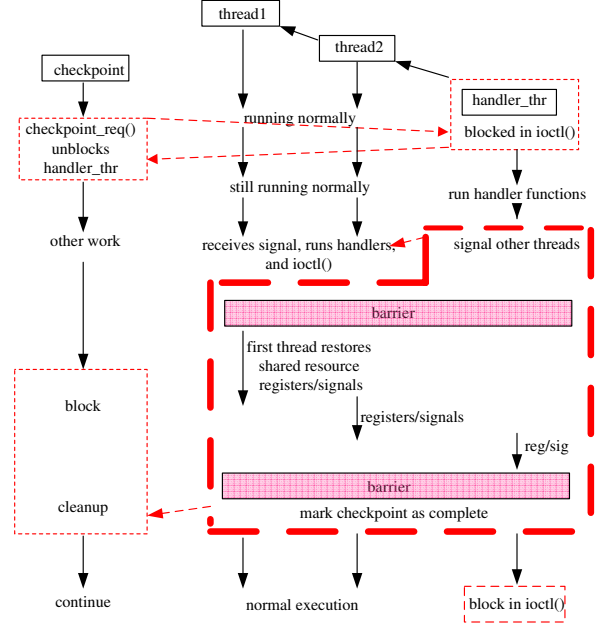 thread1
thread2
checkpoint
handler_thr
running normally
checkpoint_req()
unblocks
handler_thr
blocked in ioctl()
still running normally
run handler functions
other work
receives signal, runs handlers,
and ioctl()
signal other threads
barrier
first thread restores
shared resource
registers/signals
block
registers/signals
reg/sig
barrier
cleanup
mark checkpoint as complete
continue
normal execution
block in ioctl()